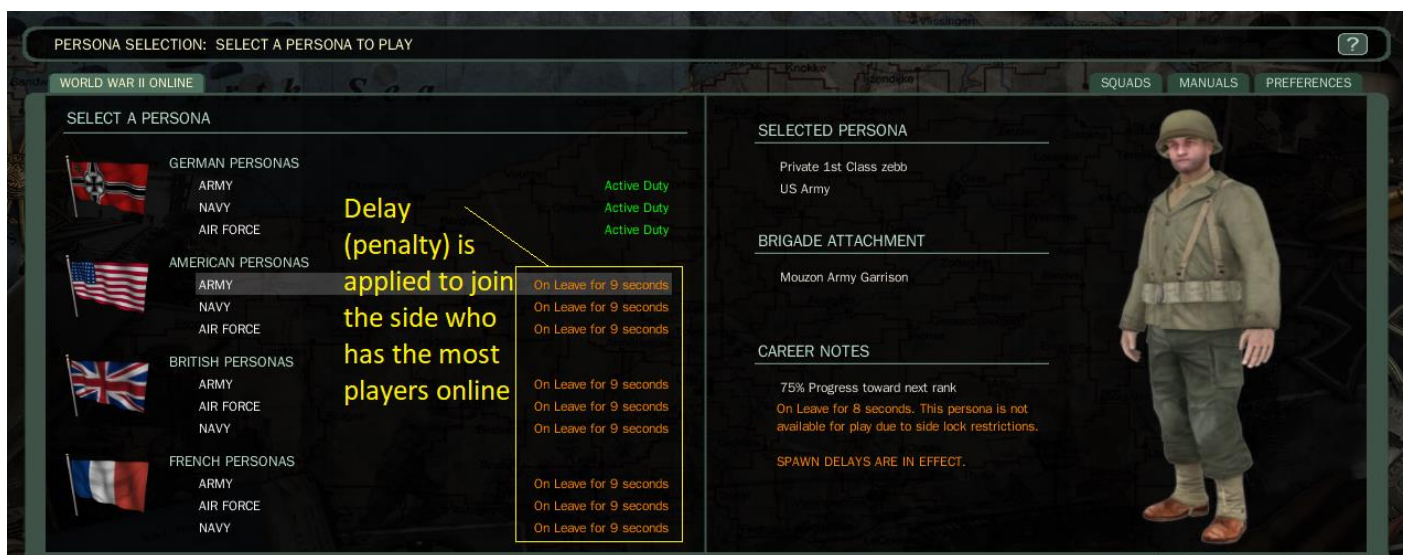 PERSONA SELECTION: SELECT A PERSONA TO PLAY
?
WORLD WAR II ONLINE
SQUADS
MANUALS
PREFERENCES
SELECT A PERSONA
GERMAN PERSONAS
ARMY Active Duty
NAVY Active Duty
AIR FORCE Active Duty
AMERICAN PERSONAS
ARMY On Leave for 9 seconds
NAVY On Leave for 9 seconds
AIR FORCE On Leave for 9 seconds
BRITISH PERSONAS
ARMY On Leave for 9 seconds
AIR FORCE On Leave for 9 seconds
NAVY On Leave for 9 seconds
FRENCH PERSONAS
ARMY On Leave for 9 seconds
AIR FORCE On Leave for 9 seconds
NAVY On Leave for 9 seconds
Delay
(penalty) is
applied to join
the side who
has the most
players online
SELECTED PERSONA
Private 1st Class zebb
US Army
BRIGADE ATTACHMENT
Mouzon Army Garrison
CAREER NOTES
75% Progress toward next rank
On Leave for 8 seconds. This persona is not
available for play due to side lock restrictions.
SPAWN DELAYS ARE IN EFFECT.